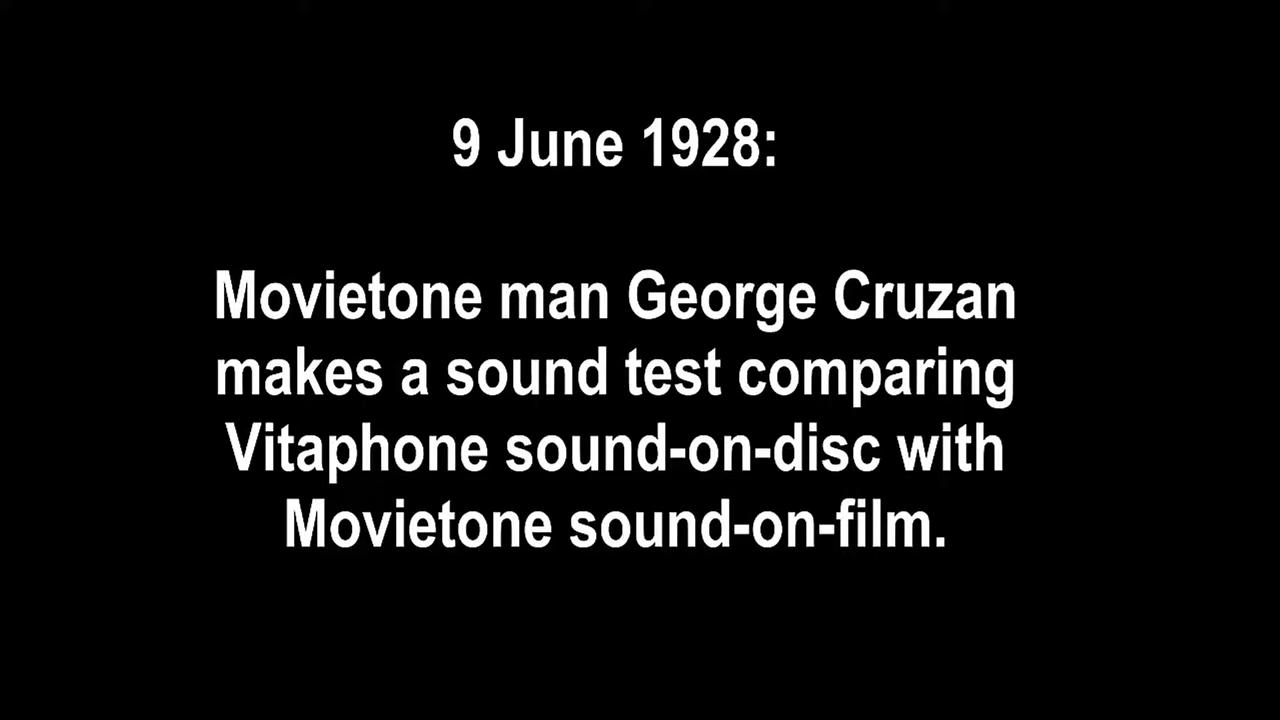 9 June 1928:
Movietone man George Cruzan
makes a sound test comparing
Vitaphone sound-on-disc with
Movietone sound-on-film.